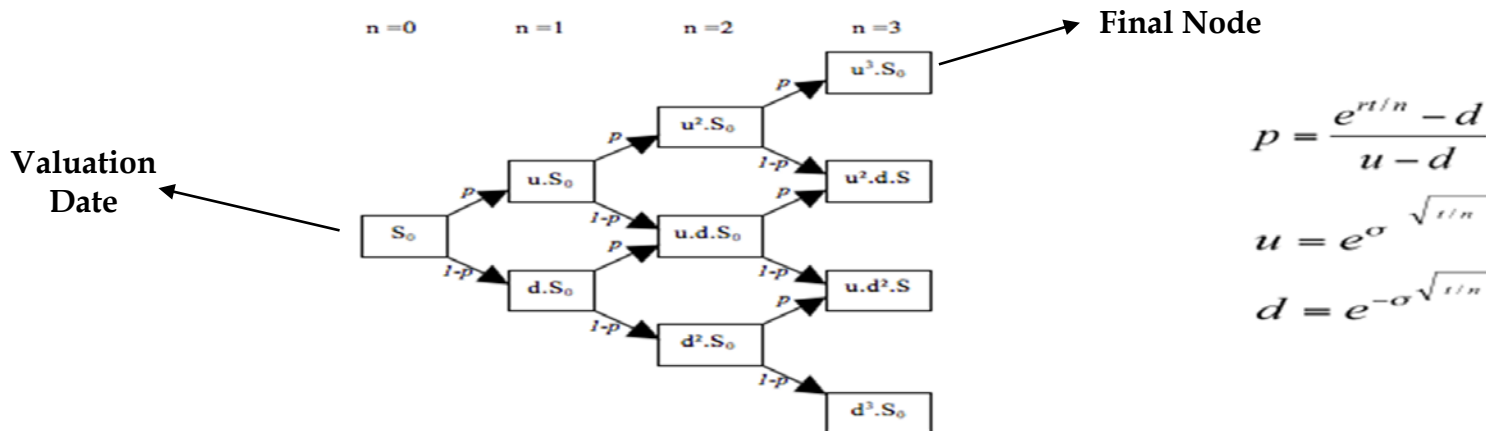 n =0 n =1 n =2 n =3
Final Node
u³.S₀
p
u².S₀
p = e^{rt/n} − d / u − d
p
1-p
Valuation
Date
u.S₀
u².d.S
p
1-p
p
S₀
u.d.S₀
u = e^{σ √t/n}
1-p
p
1-p
d.S₀
u.d².S
d = e^{−σ √t/n}
1-p
p
d².S₀
1-p
d³.S₀